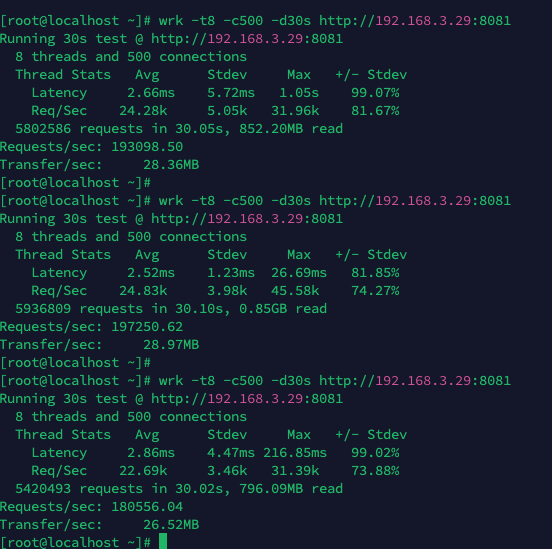 [root@localhost ~]# wrk -t8 -c500 -d30s http://192.168.3.29:8081
Running 30s test @ http://192.168.3.29:8081
  8 threads and 500 connections
  Thread Stats   Avg      Stdev     Max   +/- Stdev
    Latency     2.66ms    5.72ms   1.05s    99.07%
    Req/Sec    24.28k     5.05k   31.96k    81.67%
  5802586 requests in 30.05s, 852.20MB read
Requests/sec: 193098.50
Transfer/sec:     28.36MB
[root@localhost ~]#
[root@localhost ~]# wrk -t8 -c500 -d30s http://192.168.3.29:8081
Running 30s test @ http://192.168.3.29:8081
  8 threads and 500 connections
  Thread Stats   Avg      Stdev     Max   +/- Stdev
    Latency     2.52ms    1.23ms  26.69ms   81.85%
    Req/Sec    24.83k     3.98k   45.58k    74.27%
  5936809 requests in 30.10s, 0.85GB read
Requests/sec: 197250.62
Transfer/sec:     28.97MB
[root@localhost ~]#
[root@localhost ~]# wrk -t8 -c500 -d30s http://192.168.3.29:8081
Running 30s test @ http://192.168.3.29:8081
  8 threads and 500 connections
  Thread Stats   Avg      Stdev     Max   +/- Stdev
    Latency     2.86ms    4.47ms 216.85ms   99.02%
    Req/Sec    22.69k     3.46k   31.39k    73.88%
  5420493 requests in 30.02s, 796.09MB read
Requests/sec: 180556.04
Transfer/sec:     26.52MB
[root@localhost ~]#